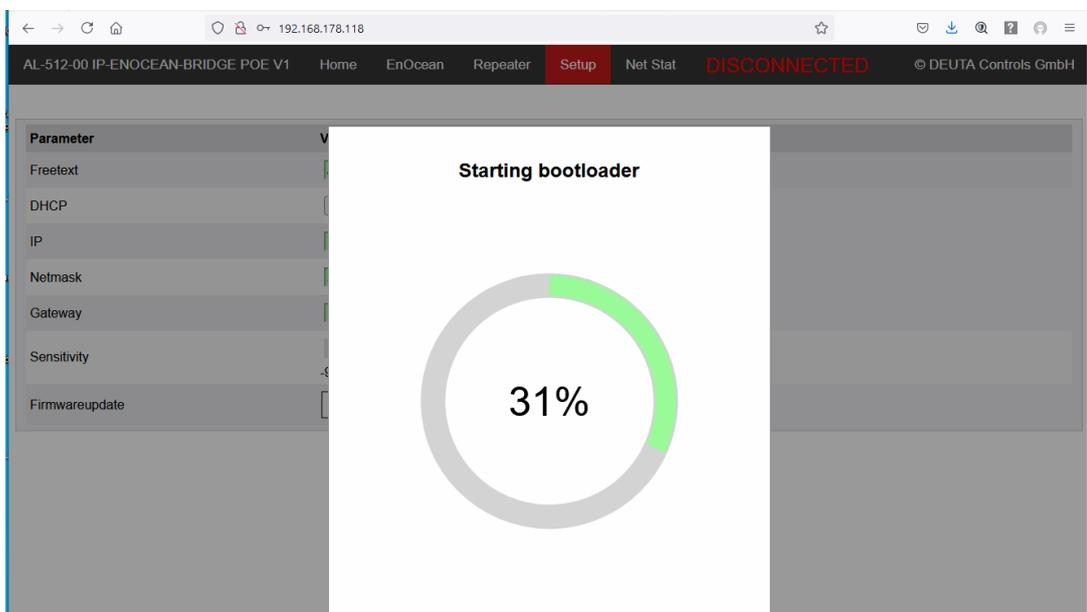 192.168.178.118
AL-512-00 IP-ENOCEAN-BRIDGE POE V1 Home EnOcean Repeater Setup Net Stat DISCONNECTED © DEUTA Controls GmbH
Parameter
Freetext
DHCP
IP
Netmask
Gateway
Sensitivity
Firmwareupdate
Starting bootloader
31%